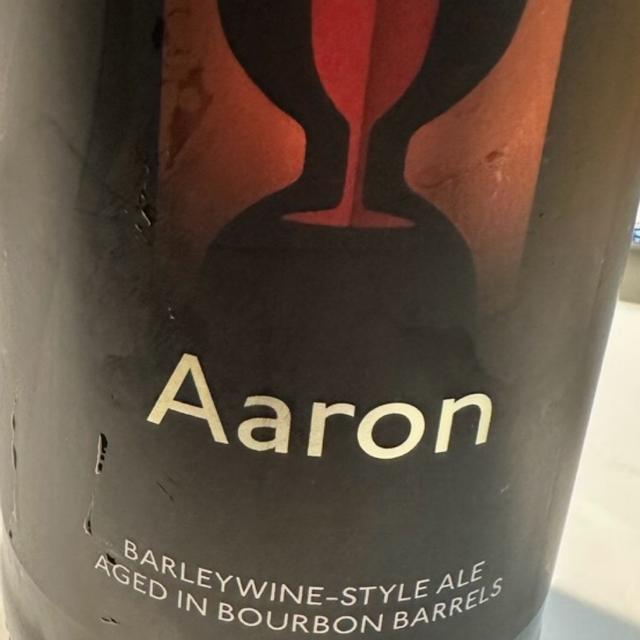 Aaron
BARLEYWINE-STYLE ALE
AGED IN BOURBON BARRELS